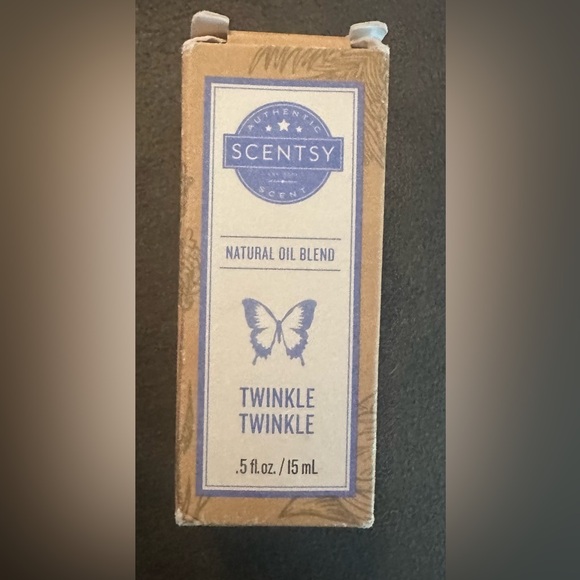 AUTHENTIC
SCENTSY
SCENT
NATURAL OIL BLEND
TWINKLE
TWINKLE
.5 fl.oz. / 15 mL